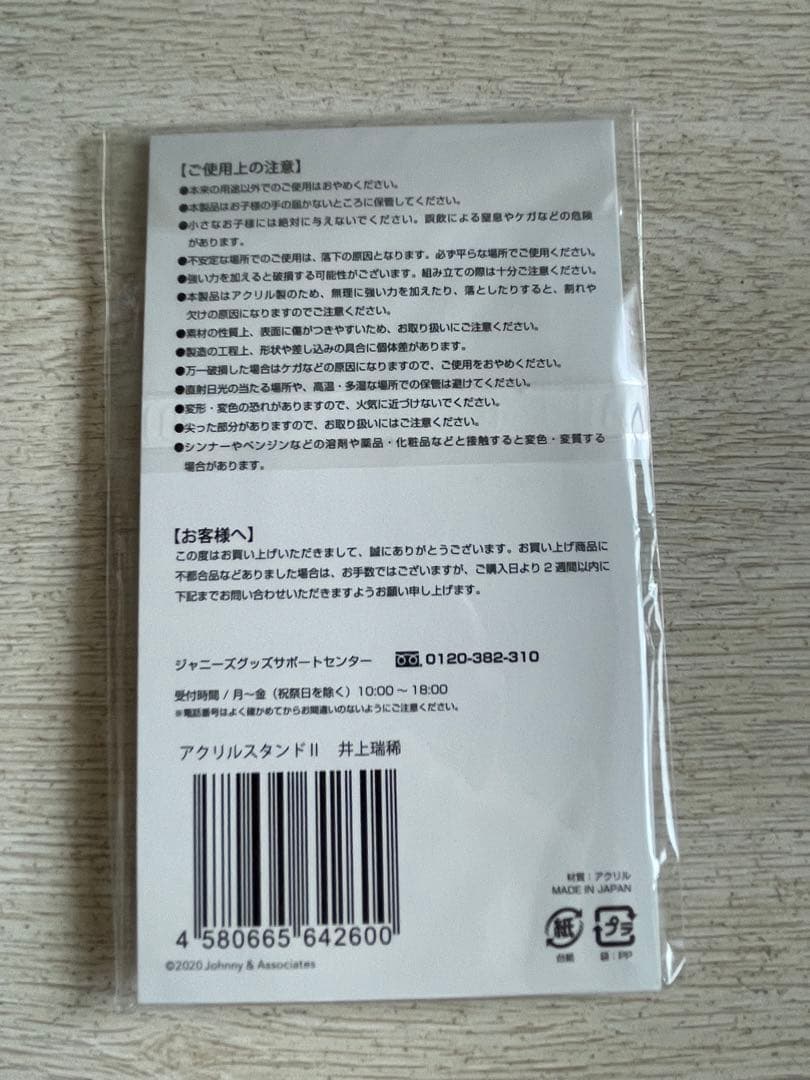 【ご使用上の注意】
●本来の用途以外でのご使用はおやめください。
●本製品はお子様の手の届かないところに保管してください。
●小さなお子様には絶対に与えないでください。誤飲による窒息やケガなどの危険
があります。
●不安定な場所でのご使用は、落下の原因となります。必ず平らな場所でご使用ください。
●強い力を加えると破損する可能性がございます。組み立ての際は十分ご注意ください。
●本製品はアクリル製のため、無理に強い力を加えたり、落としたりすると、割れや
欠けの原因になりますのでご注意ください。
●素材の性質上、表面に傷がつきやすいため、お取り扱いにご注意ください。
●製造の工程上、形状や差し込みの具合に個体差があります。
●万一破損した場合はケガなどの原因になりますので、ご使用をおやめください。
●直射日光の当たる場所や、高温・多湿な場所での保管は避けてください。
●変形・変色の恐れがありますので、火気に近づけないでください。
●尖った部分がありますので、お取り扱いにはご注意ください。
●シンナーやベンジンなどの溶剤や薬品・化粧品などと接触すると変色・変質する
場合があります。
【お客様へ】
この度はお買い上げいただきまして、誠にありがとうございます。お買い上げ商品に
不都合品などありました場合は、お手数ではございますが、ご購入日より2週間以内に
下記までお問い合わせいただきますようお願い申し上げます。
ジャニーズグッズサポートセンター 0120-382-310
受付時間 / 月〜金（祝祭日を除く）10:00 〜 18:00
※電話番号はよく確かめてからお間違いのないようにご注意ください。
アクリルスタンドⅡ 井上瑞稀
4 580665 642600
©2020 Johnny & Associates
材質：アクリル
MADE IN JAPAN
紙 プラ
台紙 袋：PP